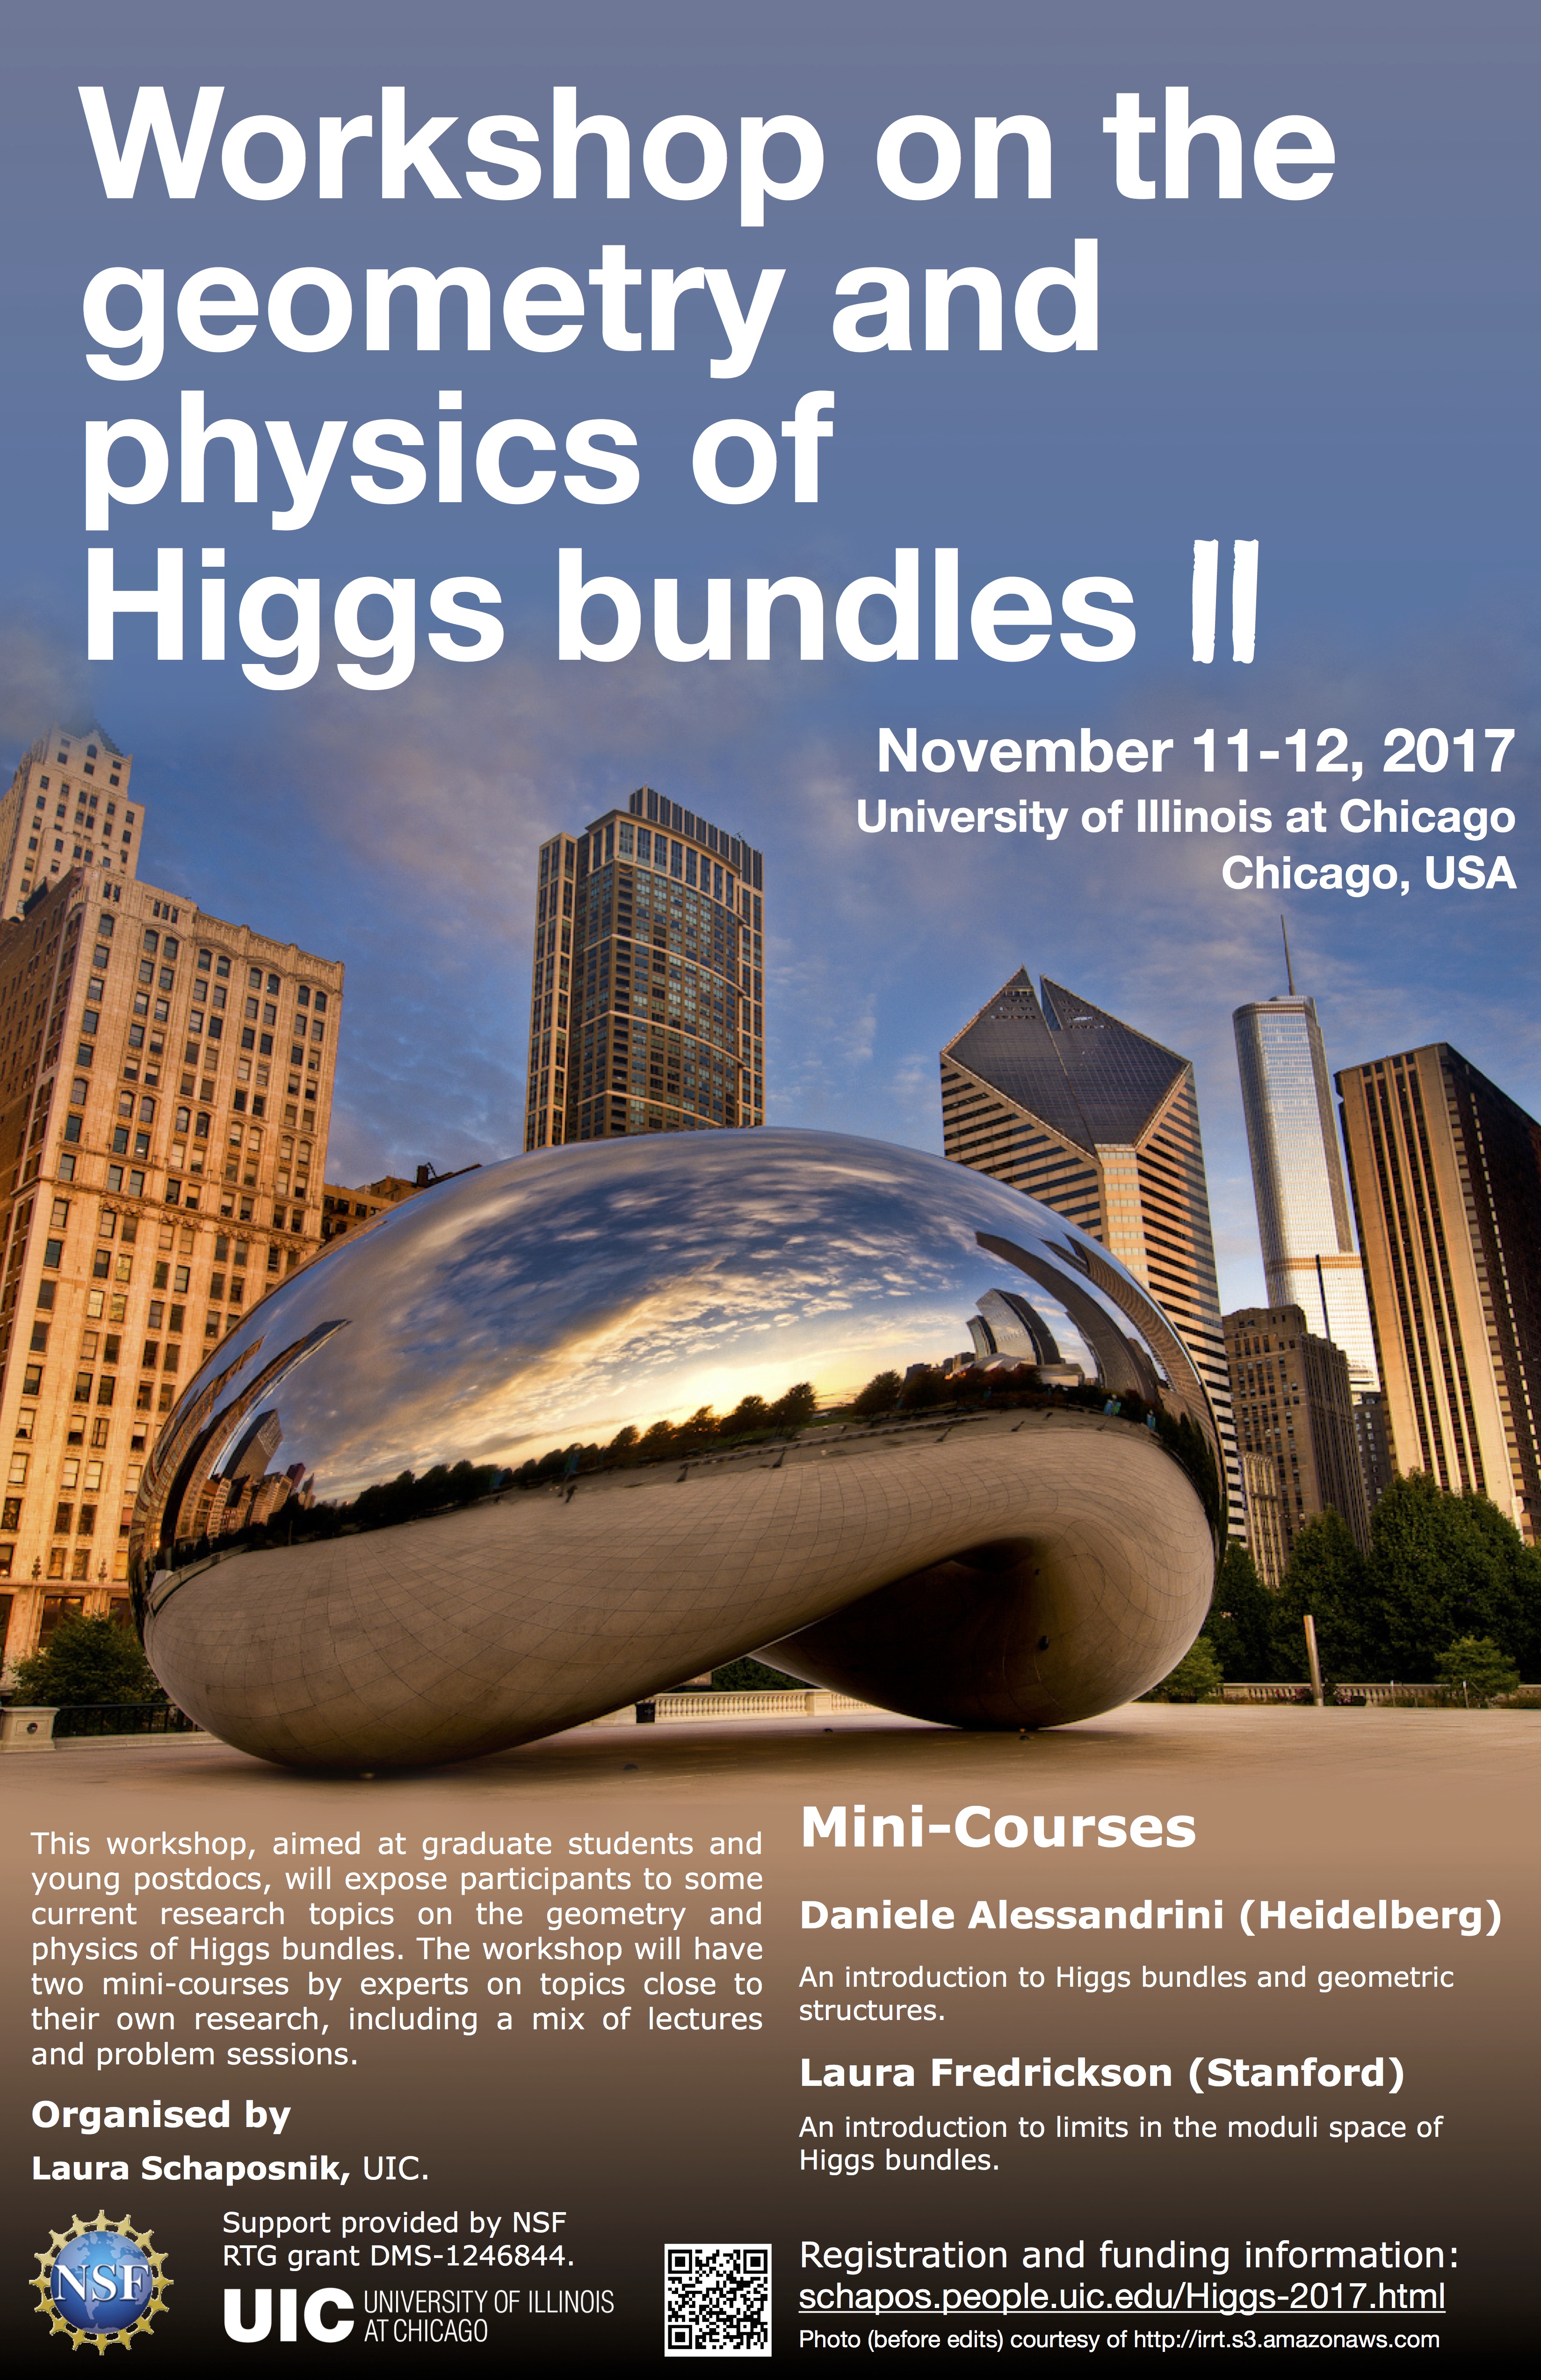 Workshop on the
geometry and
physics of
Higgs bundles II
November 11-12, 2017
University of Illinois at Chicago
Chicago, USA
This workshop, aimed at graduate students and
young postdocs, will expose participants to some
current research topics on the geometry and
physics of Higgs bundles. The workshop will have
two mini-courses by experts on topics close to
their own research, including a mix of lectures
and problem sessions.
Organised by
Laura Schaposnik, UIC.
Mini-Courses
Daniele Alessandrini (Heidelberg)
An introduction to Higgs bundles and geometric
structures.
Laura Fredrickson (Stanford)
An introduction to limits in the moduli space of
Higgs bundles.
NSF
Support provided by NSF
RTG grant DMS-1246844.
UIC UNIVERSITY OF ILLINOIS
AT CHICAGO
Registration and funding information:
schapos.people.uic.edu/Higgs-2017.html
Photo (before edits) courtesy of http://irrt.s3.amazonaws.com